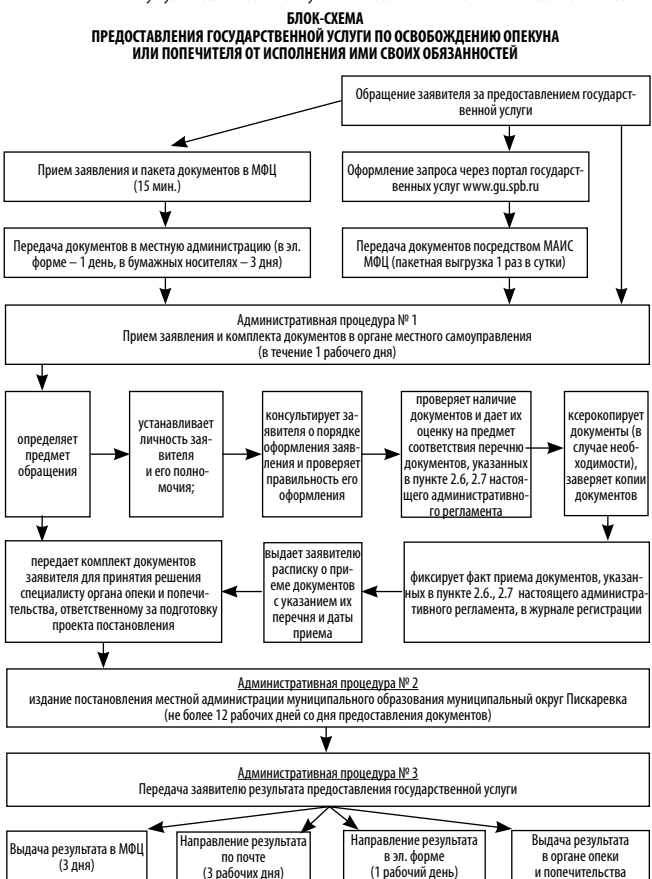 БЛОК-СХЕМА
ПРЕДОСТАВЛЕНИЯ ГОСУДАРСТВЕННОЙ УСЛУГИ ПО ОСВОБОЖДЕНИЮ ОПЕКУНА
ИЛИ ПОПЕЧИТЕЛЯ ОТ ИСПОЛНЕНИЯ ИМИ СВОИХ ОБЯЗАННОСТЕЙ
Обращение заявителя за предоставлением государст-
венной услуги
Прием заявления и пакета документов в МФЦ
(15 мин.)
Оформление запроса через портал государст-
венных услуг www.gu.spb.ru
Передача документов в местную администрацию (в эл.
форме – 1 день, в бумажных носителях – 3 дня)
Передача документов посредством МАИС
МФЦ (пакетная выгрузка 1 раз в сутки)
Административная процедура № 1
Прием заявления и комплекта документов в органе местного самоуправления
(в течение 1 рабочего дня)
определяет
предмет
обращения
устанавливает
личность зая-
вителя
и его полно-
мочия;
консультирует за-
явителя о порядке
оформления заяв-
ления и проверяет
правильность его
оформления
проверяет наличие
документов и дает их
оценку на предмет
соответствия перечню
документов, указанных
в пункте 2.6, 2.7 настоя-
щего административно-
го регламента
ксерокопирует
документы (в
случае необ-
ходимости),
заверяет копии
документов
передает комплект документов
заявителя для принятия решения
специалисту органа опеки и попечи-
тельства, ответственному за подготовку
проекта постановления
выдает заявителю
расписку о при-
еме документов
с указанием их
перечня и даты
приема
фиксирует факт приема документов, указан-
ных в пункте 2.6., 2.7 настоящего администра-
тивного регламента, в журнале регистрации
Административная процедура № 2
издание постановления местной администрации муниципального образования муниципальный округ Пискаревка
(не более 12 рабочих дней со дня предоставления документов)
Административная процедура № 3
Передача заявителю результата предоставления государственной услуги
Выдача результата в МФЦ
(3 дня)
Направление результата
по почте
(3 рабочих дня)
Направление результата
в эл. форме
(1 рабочий день)
Выдача результата
в органе опеки
и попечительства